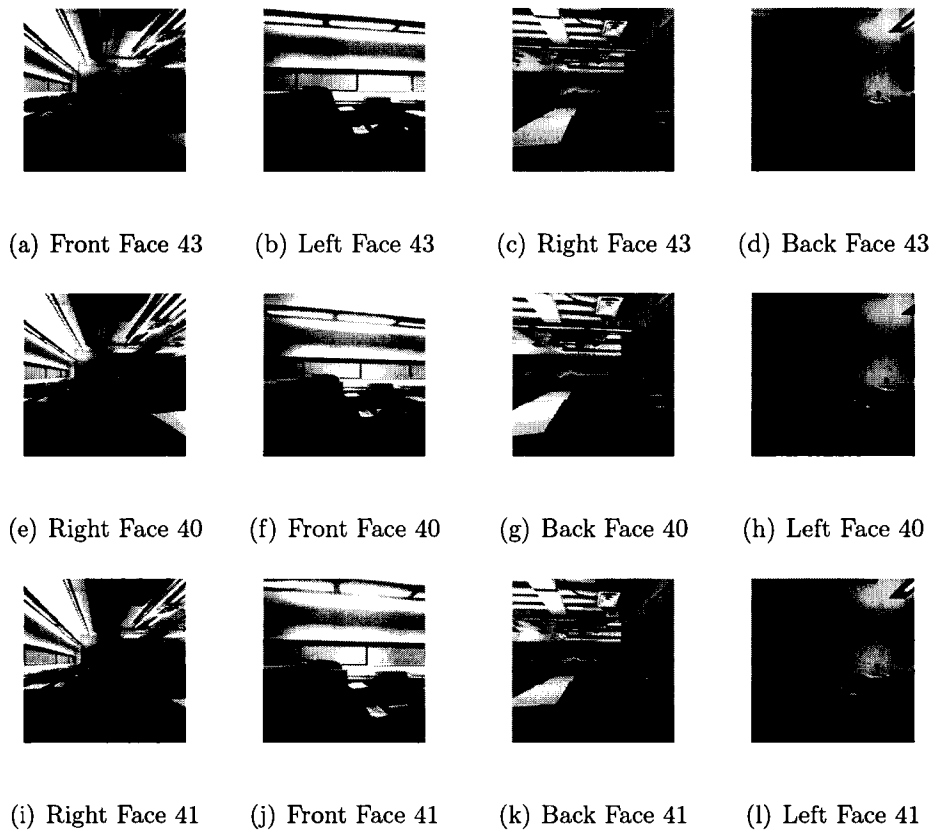 (a) Front Face 43 (b) Left Face 43 (c) Right Face 43 (d) Back Face 43
(e) Right Face 40 (f) Front Face 40 (g) Back Face 40 (h) Left Face 40
(i) Right Face 41 (j) Front Face 41 (k) Back Face 41 (l) Left Face 41